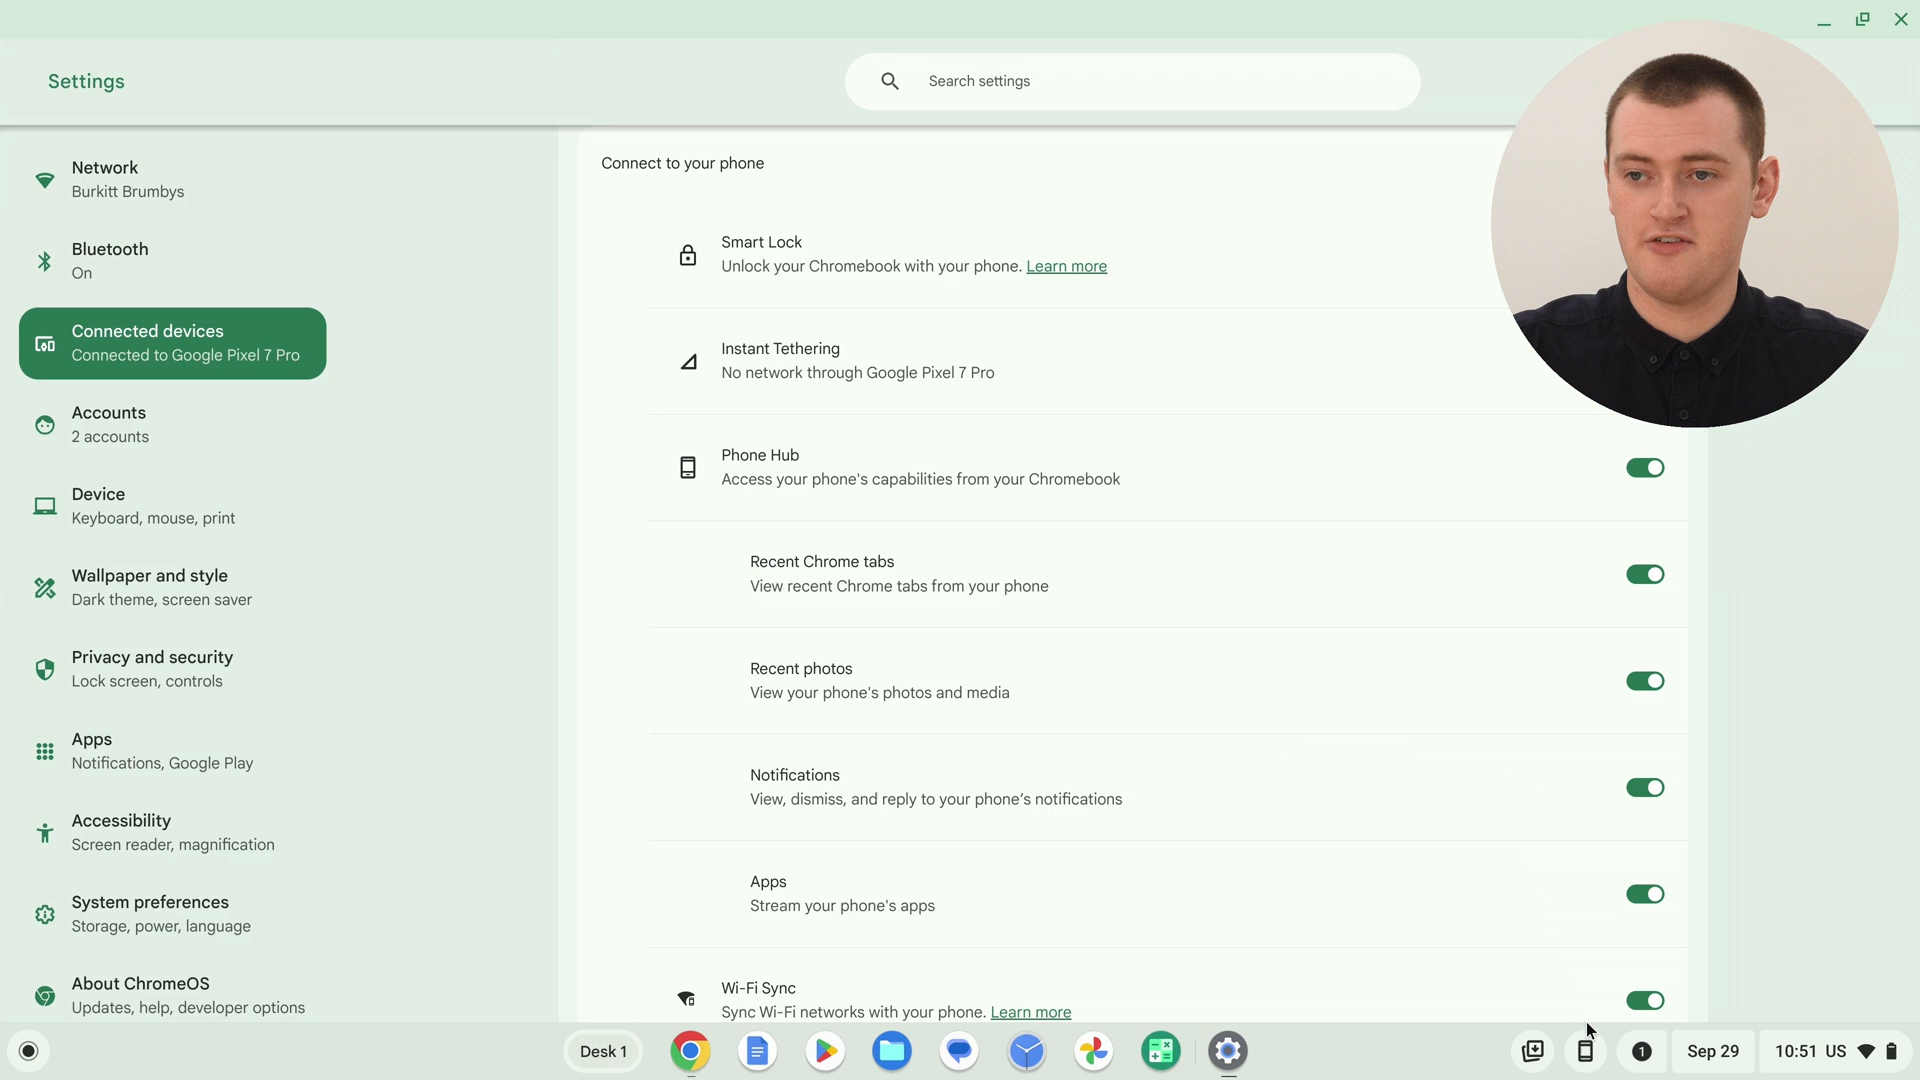 Settings
Search settings
Network
Burkitt Brumbys
Bluetooth
On
Connected devices
Connected to Google Pixel 7 Pro
Accounts
2 accounts
Device
Keyboard, mouse, print
Wallpaper and style
Dark theme, screen saver
Privacy and security
Lock screen, controls
Apps
Notifications, Google Play
Accessibility
Screen reader, magnification
System preferences
Storage, power, language
About ChromeOS
Updates, help, developer options
Connect to your phone
Smart Lock
Unlock your Chromebook with your phone. Learn more
Instant Tethering
No network through Google Pixel 7 Pro
Phone Hub
Access your phone's capabilities from your Chromebook
Recent Chrome tabs
View recent Chrome tabs from your phone
Recent photos
View your phone's photos and media
Notifications
View, dismiss, and reply to your phone’s notifications
Apps
Stream your phone's apps
Wi-Fi Sync
Sync Wi-Fi networks with your phone. Learn more
Desk 1
1
Sep 29
10:51 US